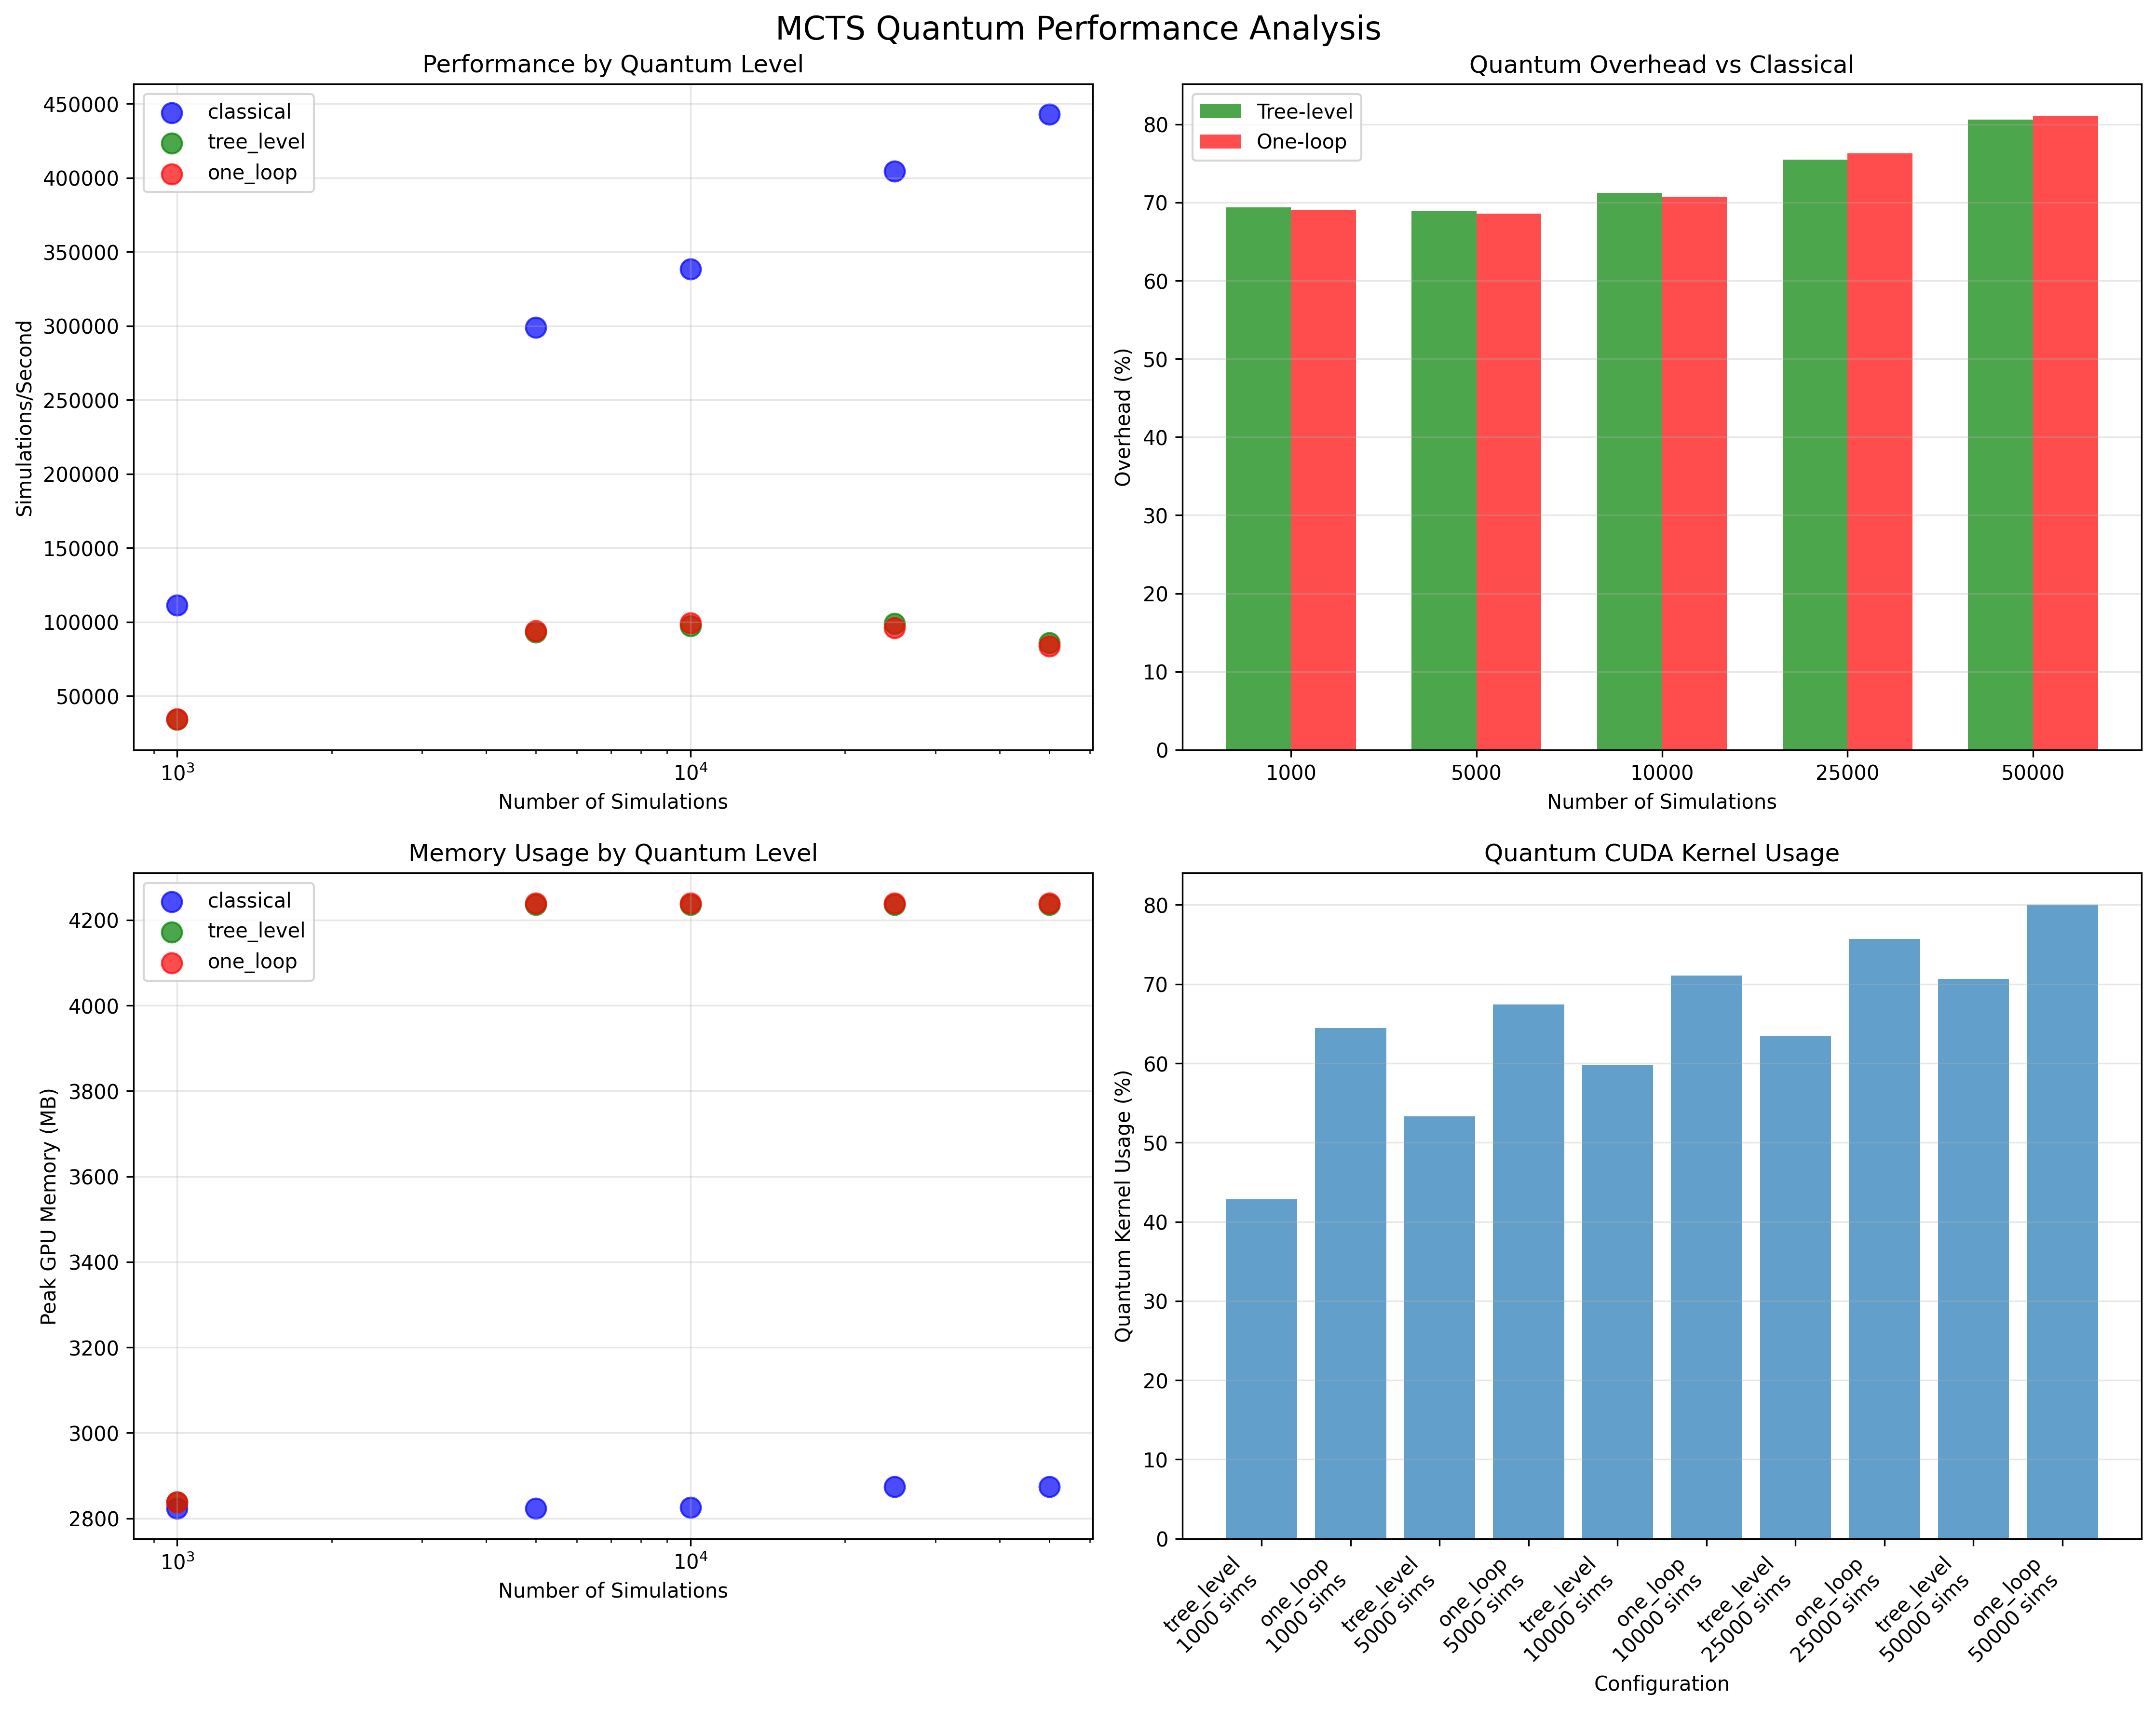 MCTS Quantum Performance Analysis
Performance by Quantum Level
classical
tree_level
one_loop
450000
400000
350000
300000
250000
200000
150000
100000
50000
Simulations/Second
10³
10⁴
Number of Simulations
Quantum Overhead vs Classical
Tree-level
One-loop
80
70
60
50
40
30
20
10
0
Overhead (%)
1000
5000
10000
25000
50000
Number of Simulations
Memory Usage by Quantum Level
classical
tree_level
one_loop
4200
4000
3800
3600
3400
3200
3000
2800
Peak GPU Memory (MB)
10³
10⁴
Number of Simulations
Quantum CUDA Kernel Usage
80
70
60
50
40
30
20
10
0
Quantum Kernel Usage (%)
tree_level
1000 sims
one_loop
1000 sims
tree_level
5000 sims
one_loop
5000 sims
tree_level
10000 sims
one_loop
10000 sims
tree_level
25000 sims
one_loop
25000 sims
tree_level
50000 sims
one_loop
50000 sims
Configuration